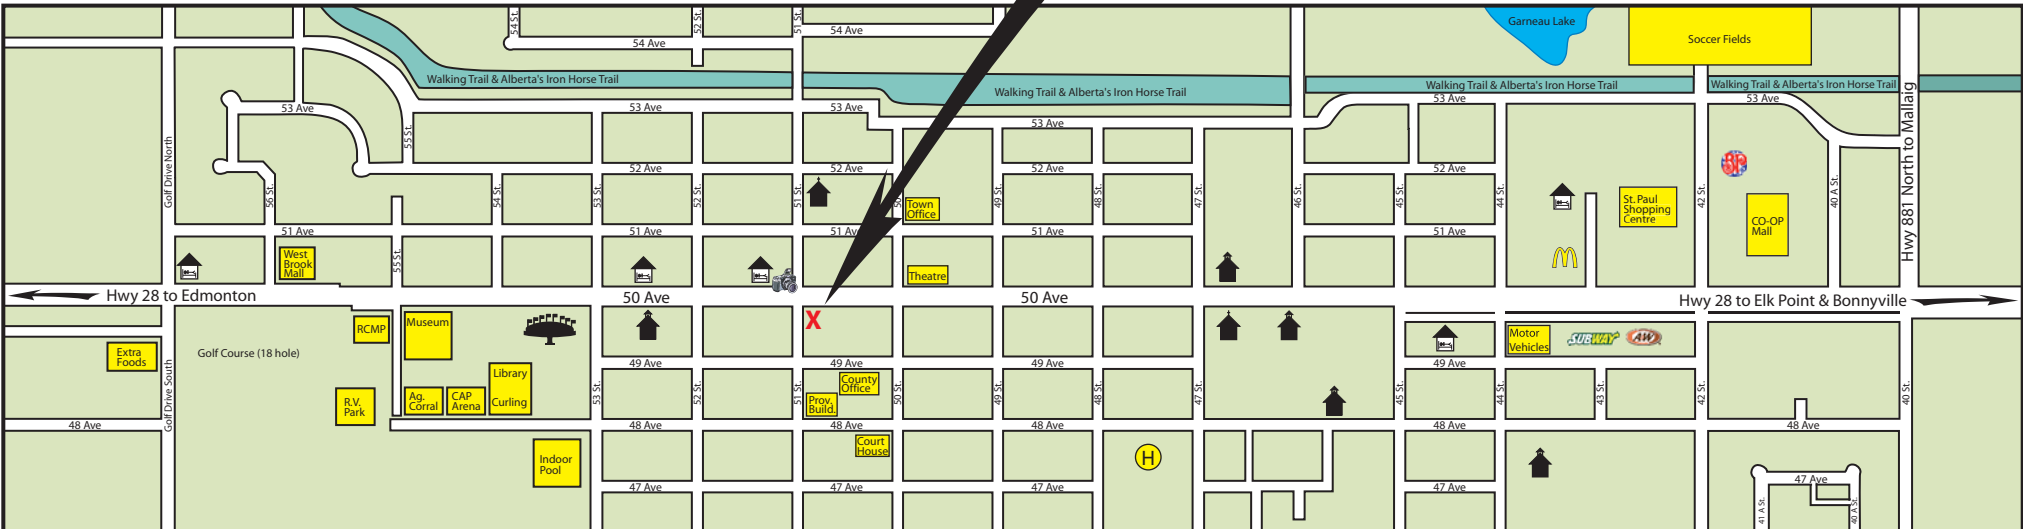 54 St.
52 St.
51 St.
54 Ave
54 Ave
Garneau Lake
Soccer Fields
Walking Trail & Alberta's Iron Horse Trail
Walking Trail & Alberta's Iron Horse Trail
Walking Trail & Alberta's Iron Horse Trail
Walking Trail & Alberta's Iron Horse Trail
53 Ave
53 Ave
53 Ave
53 Ave
53 Ave
53 Ave
55 St.
Golf Drive North
Hwy 881 North to Mallaig
52 Ave
52 Ave
52 Ave
52 Ave
BP
56 St.
54 St.
53 St.
52 St.
51 St.
50
49 St.
48 St.
47 St.
46 St.
45 St.
44 St.
42 St.
40 A St.
Town
Office
St. Paul
Shopping
Centre
CO-OP
Mall
51 Ave
51 Ave
51 Ave
51 Ave
51 Ave
West
Brook
Mall
55 St.
Theatre
M
Hwy 28 to Edmonton
50 Ave
50 Ave
Hwy 28 to Elk Point & Bonnyville
RCMP
Museum
X
Motor
Vehicles
SUBWAY
A&W
Extra
Foods
Golf Course (18 hole)
49 Ave
49 Ave
49 Ave
49 Ave
Golf Drive South
R.V.
Park
Ag.
Corral
CAP
Arena
Library
Curling
53 St.
52 St.
51 St.
County
Office
Prov.
Build.
50 St.
49 St.
48 St.
47 St.
45 St.
44 St.
43 St.
42 St.
40 St.
48 Ave
48 Ave
48 Ave
48 Ave
48 Ave
48 Ave
Court
House
Indoor
Pool
H
47 Ave
47 Ave
47 Ave
47 Ave
47 Ave
41 A St.
40 A St.